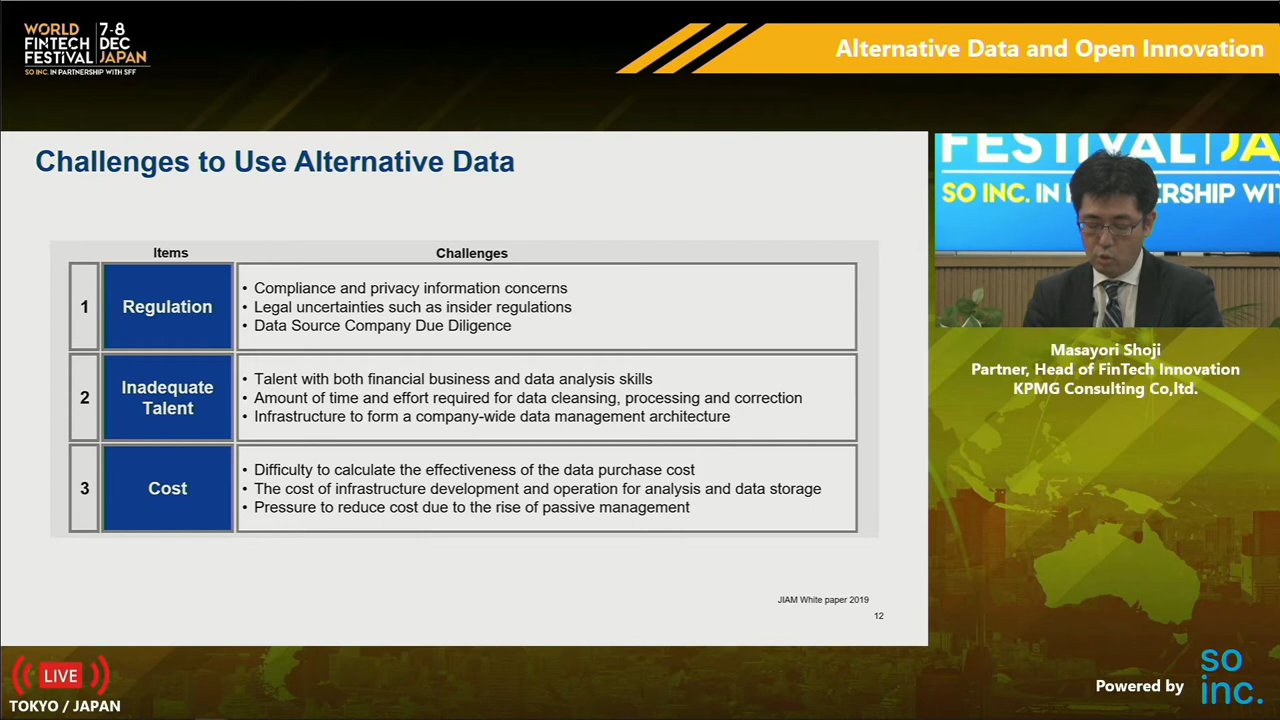 WORLD
FINTECH
FESTIVAL
7-8
DEC
JAPAN
SO INC. IN PARTNERSHIP WITH SFF
Alternative Data and Open Innovation
Challenges to Use Alternative Data
Items Challenges
1 Regulation
• Compliance and privacy information concerns
• Legal uncertainties such as insider regulations
• Data Source Company Due Diligence
2 Inadequate
Talent
• Talent with both financial business and data analysis skills
• Amount of time and effort required for data cleansing, processing and correction
• Infrastructure to form a company-wide data management architecture
3 Cost
• Difficulty to calculate the effectiveness of the data purchase cost
• The cost of infrastructure development and operation for analysis and data storage
• Pressure to reduce cost due to the rise of passive management
JIAM White paper 2019
12
FESTIVAL JA
SO INC. IN P ERSHIP WIT
Masayori Shoji
Partner, Head of FinTech Innovation
KPMG Consulting Co,ltd.
LIVE
TOKYO / JAPAN
Powered by
so
inc.